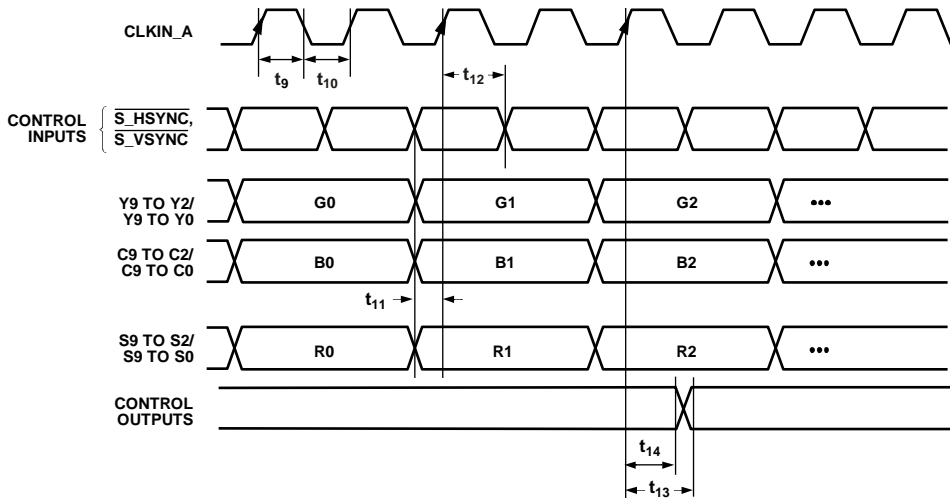 CLKIN_A
t9
t10
t12
CONTROL
INPUTS
S_HSYNC,
S_VSYNC
Y9 TO Y2/
Y9 TO Y0
G0
G1
G2
•••
C9 TO C2/
C9 TO C0
B0
B1
B2
•••
t11
S9 TO S2/
S9 TO S0
R0
R1
R2
•••
CONTROL
OUTPUTS
t14
t13